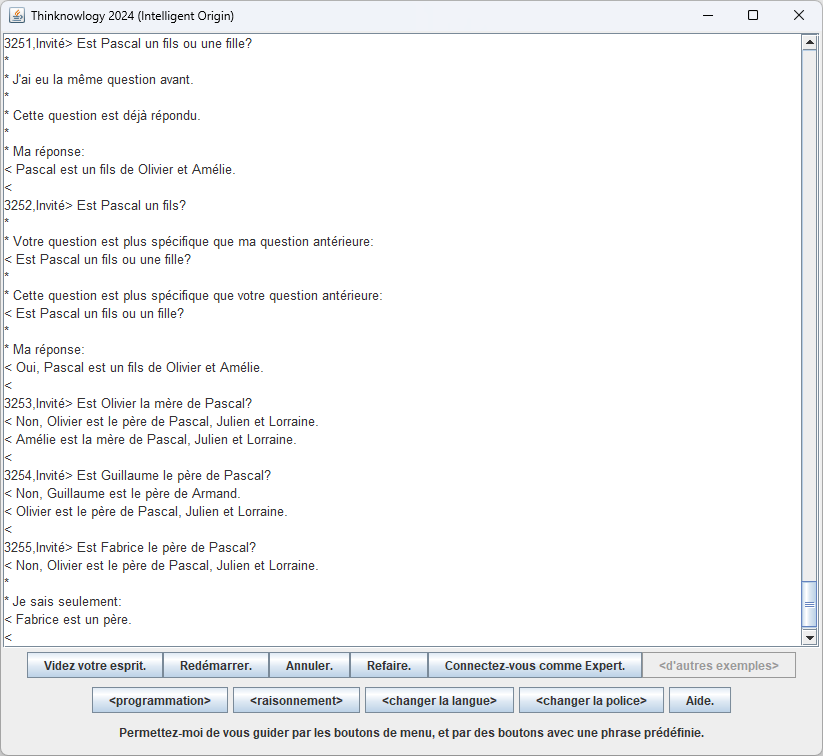 Thinknowlogy 2024 (Intelligent Origin)
3251,Invité> Est Pascal un fils ou une fille?
*
* J'ai eu la même question avant.
*
* Cette question est déjà répondu.
*
* Ma réponse:
< Pascal est un fils de Olivier et Amélie.
<
3252,Invité> Est Pascal un fils?
*
* Votre question est plus spécifique que ma question antérieure:
< Est Pascal un fils ou une fille?
*
* Cette question est plus spécifique que votre question antérieure:
< Est Pascal un fils ou un fille?
*
* Ma réponse:
< Oui, Pascal est un fils de Olivier et Amélie.
<
3253,Invité> Est Olivier la mère de Pascal?
< Non, Olivier est le père de Pascal, Julien et Lorraine.
< Amélie est la mère de Pascal, Julien et Lorraine.
<
3254,Invité> Est Guillaume le père de Pascal?
< Non, Guillaume est le père de Armand.
< Olivier est le père de Pascal, Julien et Lorraine.
<
3255,Invité> Est Fabrice le père de Pascal?
< Non, Olivier est le père de Pascal, Julien et Lorraine.
*
* Je sais seulement:
< Fabrice est un père.
<
Videz votre esprit. Redémarrer. Annuler. Refaire. Connectez-vous comme Expert. <d'autres exemples>
<programmation> <raisonnement> <changer la langue> <changer la police> Aide.
Permettez-moi de vous guider par les boutons de menu, et par des boutons avec une phrase prédéfinie.